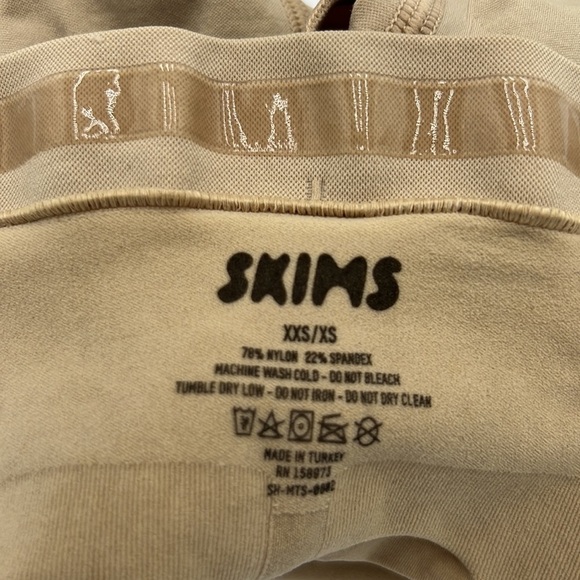 SKIMS
XXS/XS
78% NYLON 22% SPANDEX
MACHINE WASH COLD - DO NOT BLEACH
TUMBLE DRY LOW - DO NOT IRON - DO NOT DRY CLEAN
MADE IN TURKEY
RN 158973